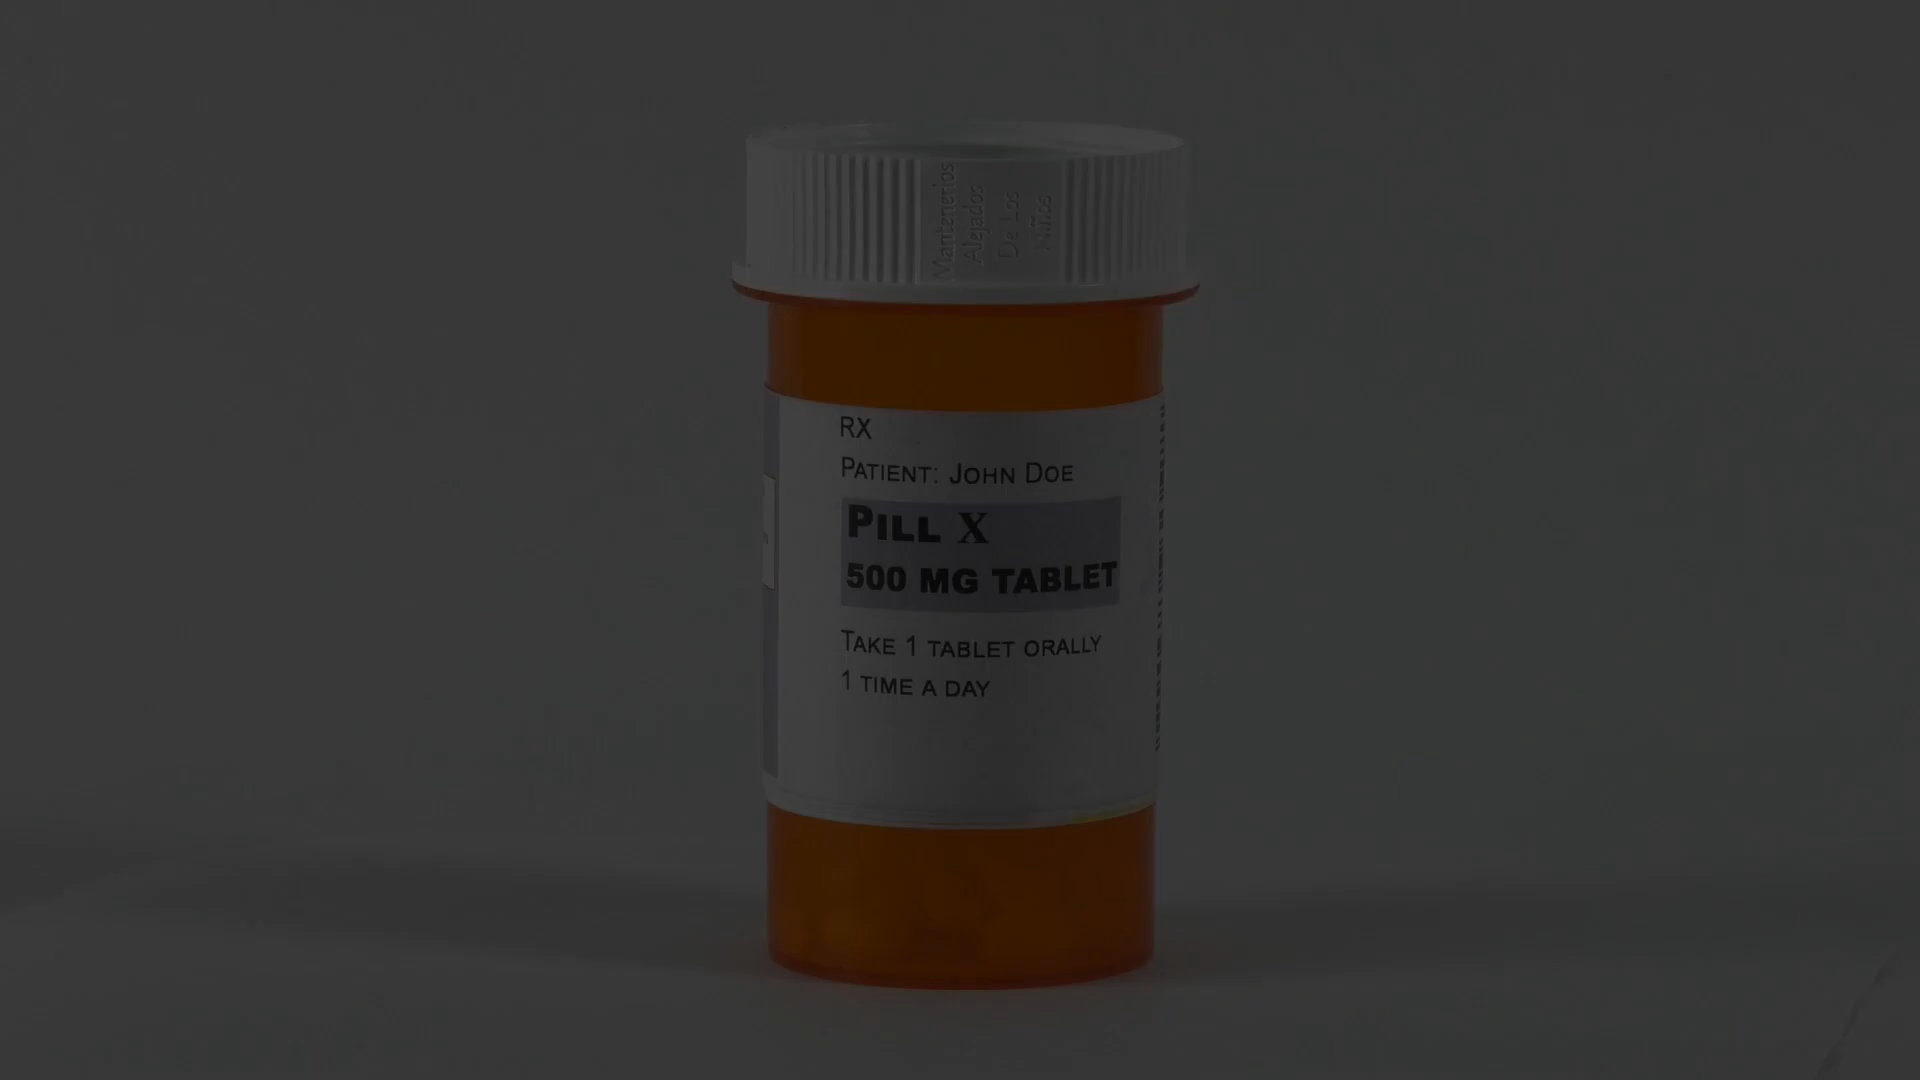 Mantenerlos
Alejados
De Los
Niños
RX
PATIENT: JOHN DOE
PILL X
500 MG TABLET
TAKE 1 TABLET ORALLY
1 TIME A DAY